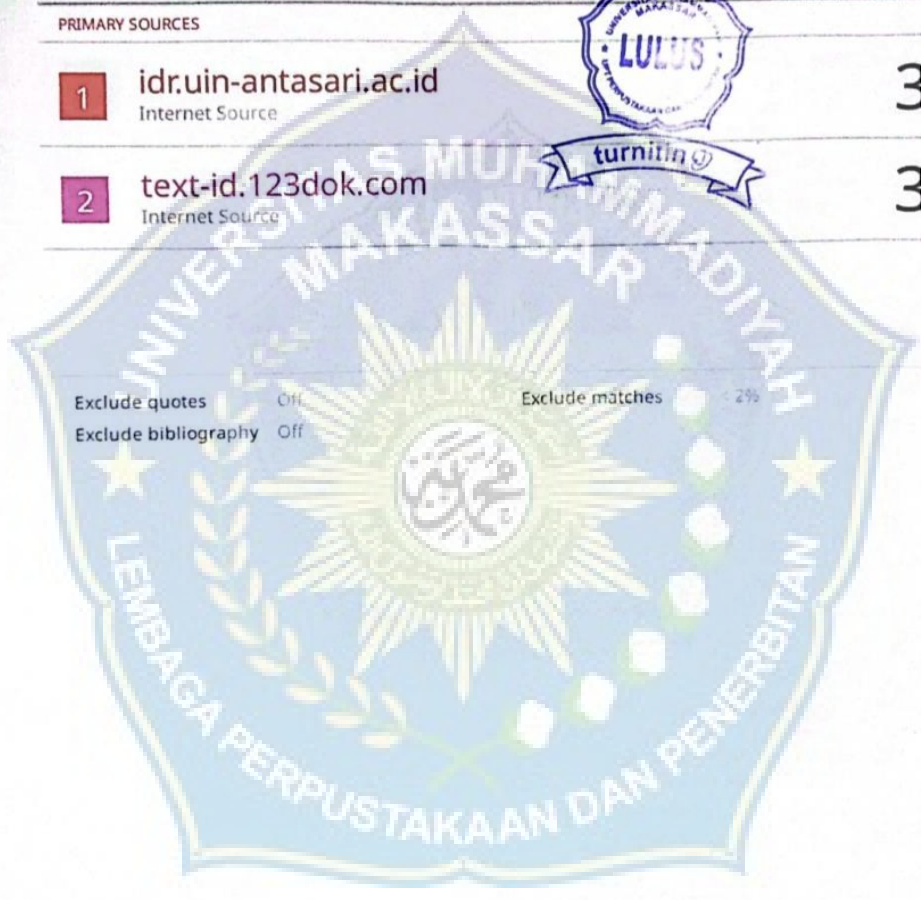 PRIMARY SOURCES
1 idr.uin-antasari.ac.id 3
Internet Source
LULUS
turnitin
2 text-id.123dok.com 3
Internet Source
UNIVERSITAS MUHAMMADIYAH
MAKASSAR
Exclude quotes Off
Exclude matches < 2%
Exclude bibliography Off
محمدية
LEMBAGA PERPUSTAKAAN DAN PENERBITAN